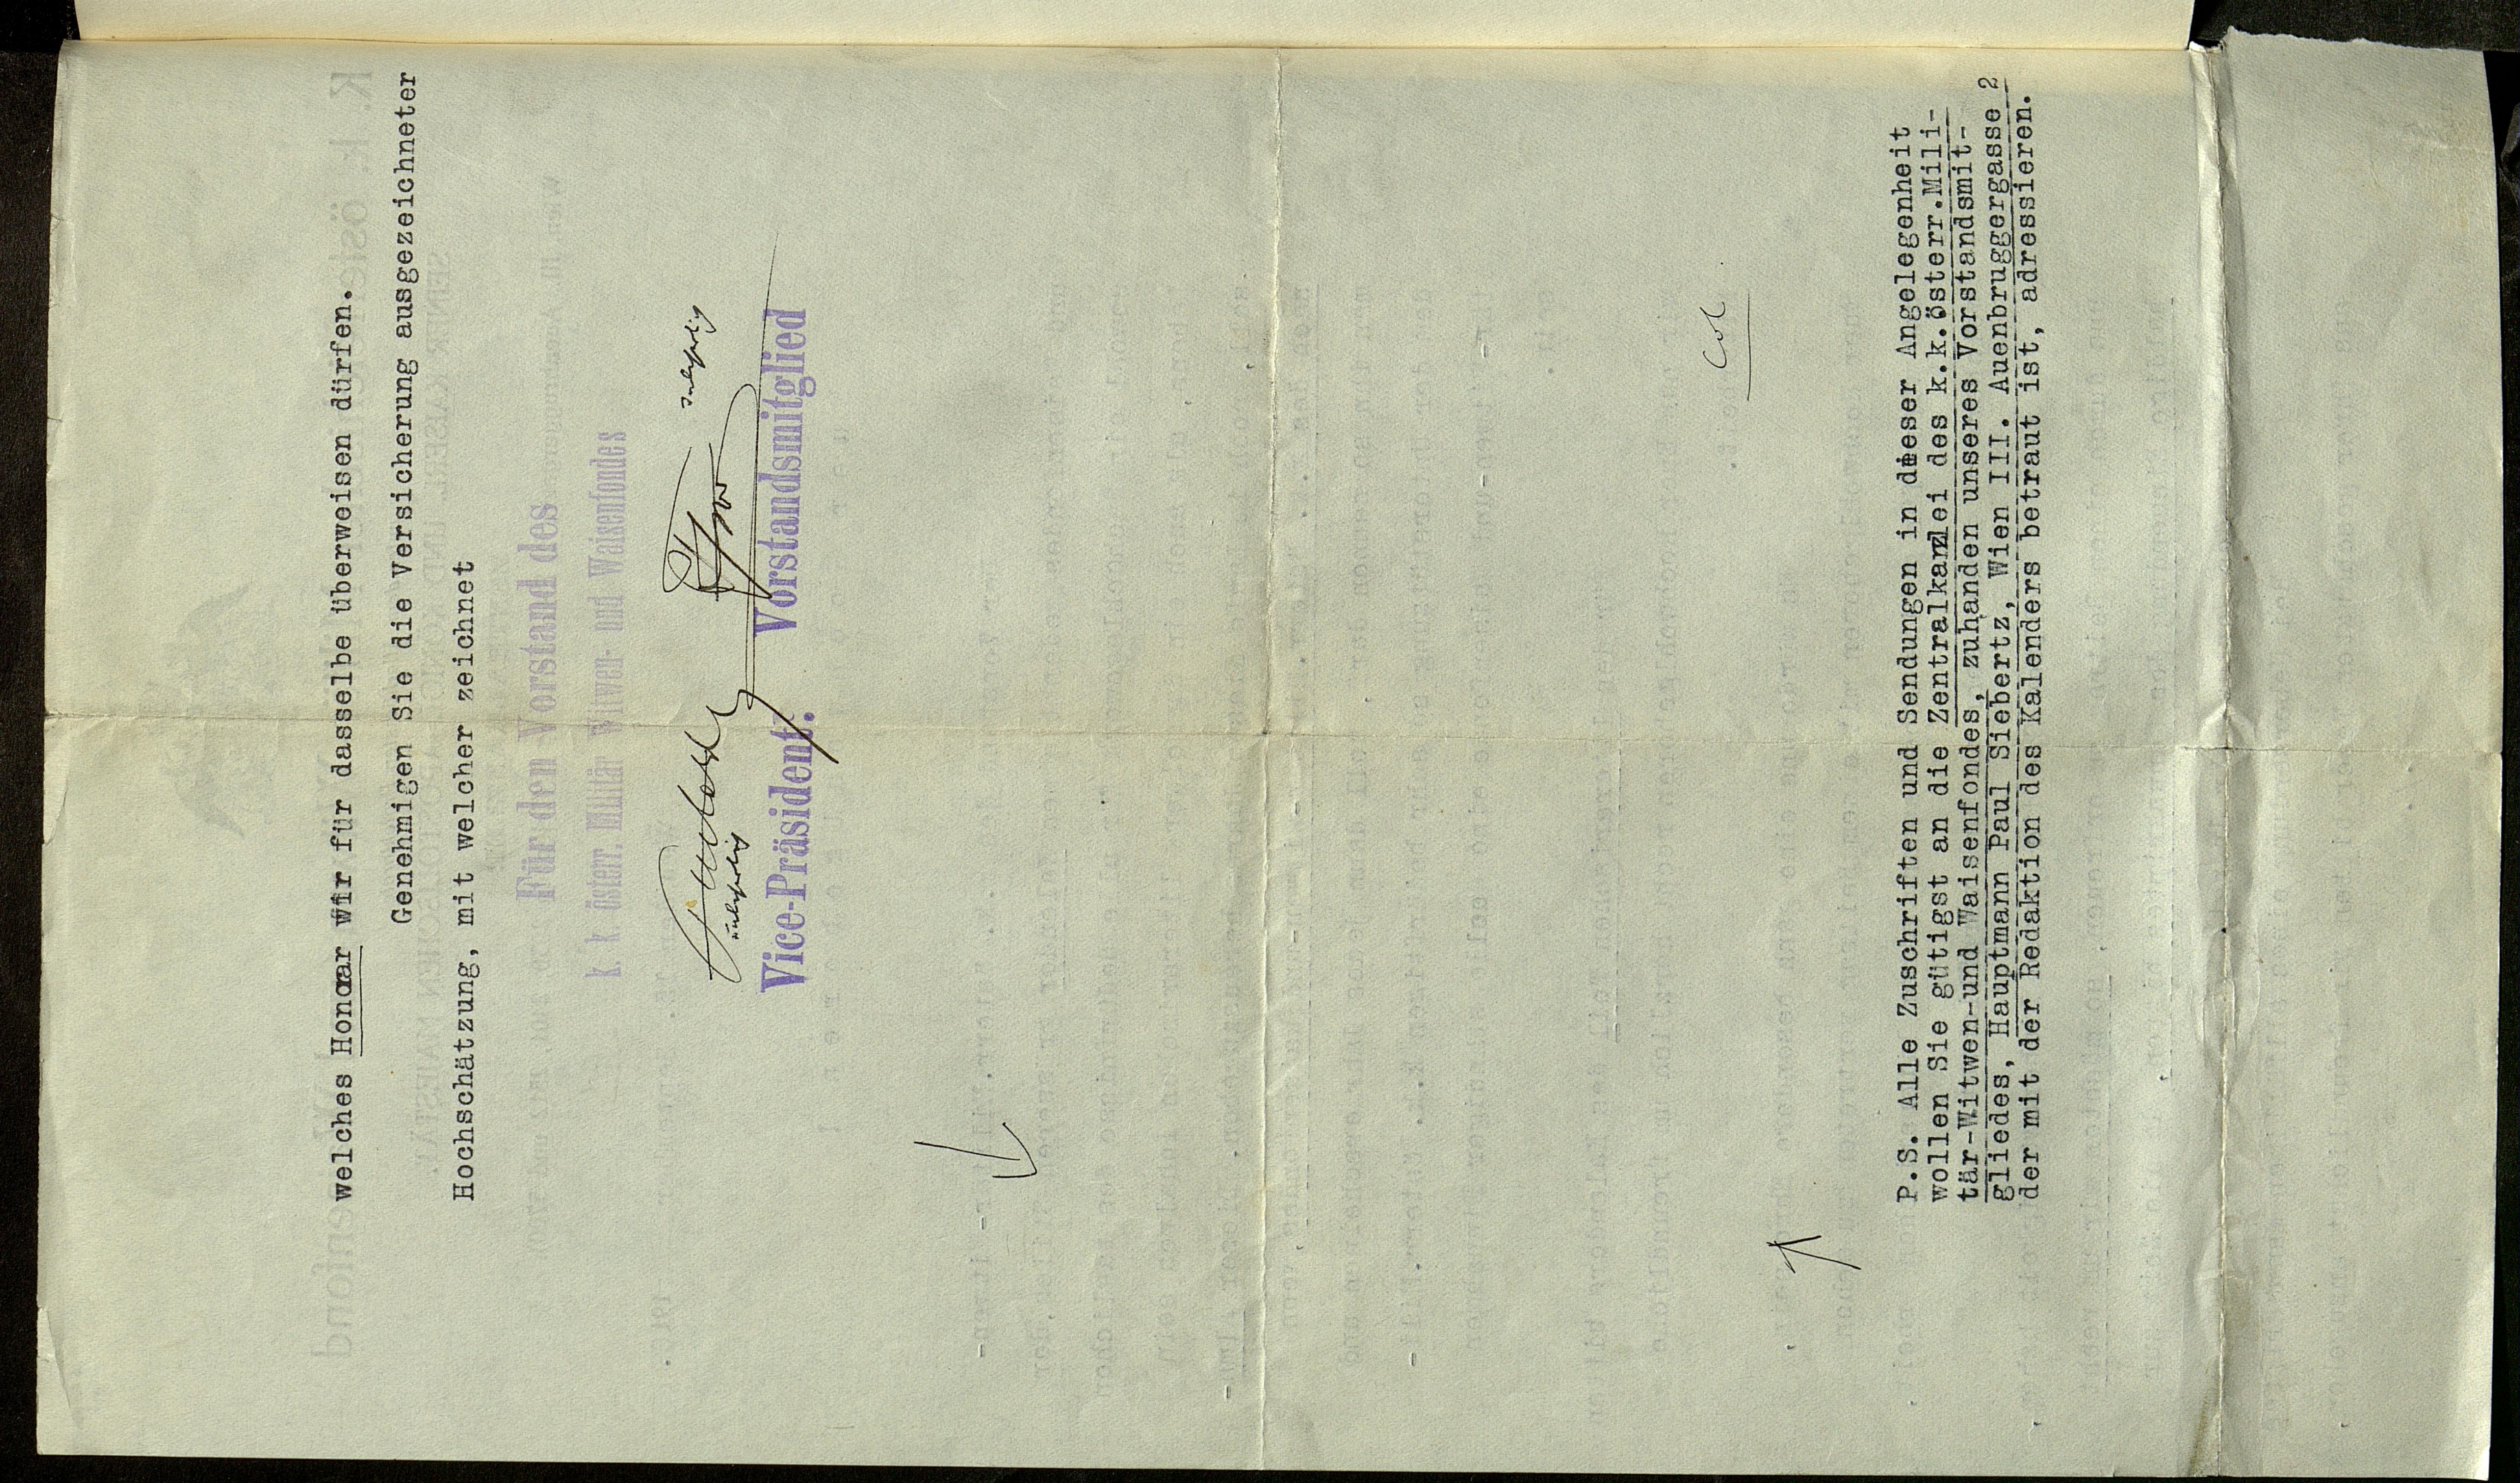 welches Honorar wir für dasselbe überweisen dürfen.
Genehmigen Sie die Versicherung ausgezeichneter
Hochschätzung, mit welcher zeichnet
Für den Vorstand des
k. k. österr. Militär Witwen- und Waisenfondes
Vice-Präsident. Vorstandsmitglied
P.S. Alle Zuschriften und Sendungen in dieser Angelegenheit
wollen Sie gütigst an die Zentralkanzlei des k.k.österr.Mili-
tär-Witwen-und Waisenfondes, zuhanden unseres Vorstandsmit-
gliedes, Hauptmann Paul Siebertz, Wien III. Auenbruggergasse 2
der mit der Redaktion des Kalenders betraut ist, adressieren.